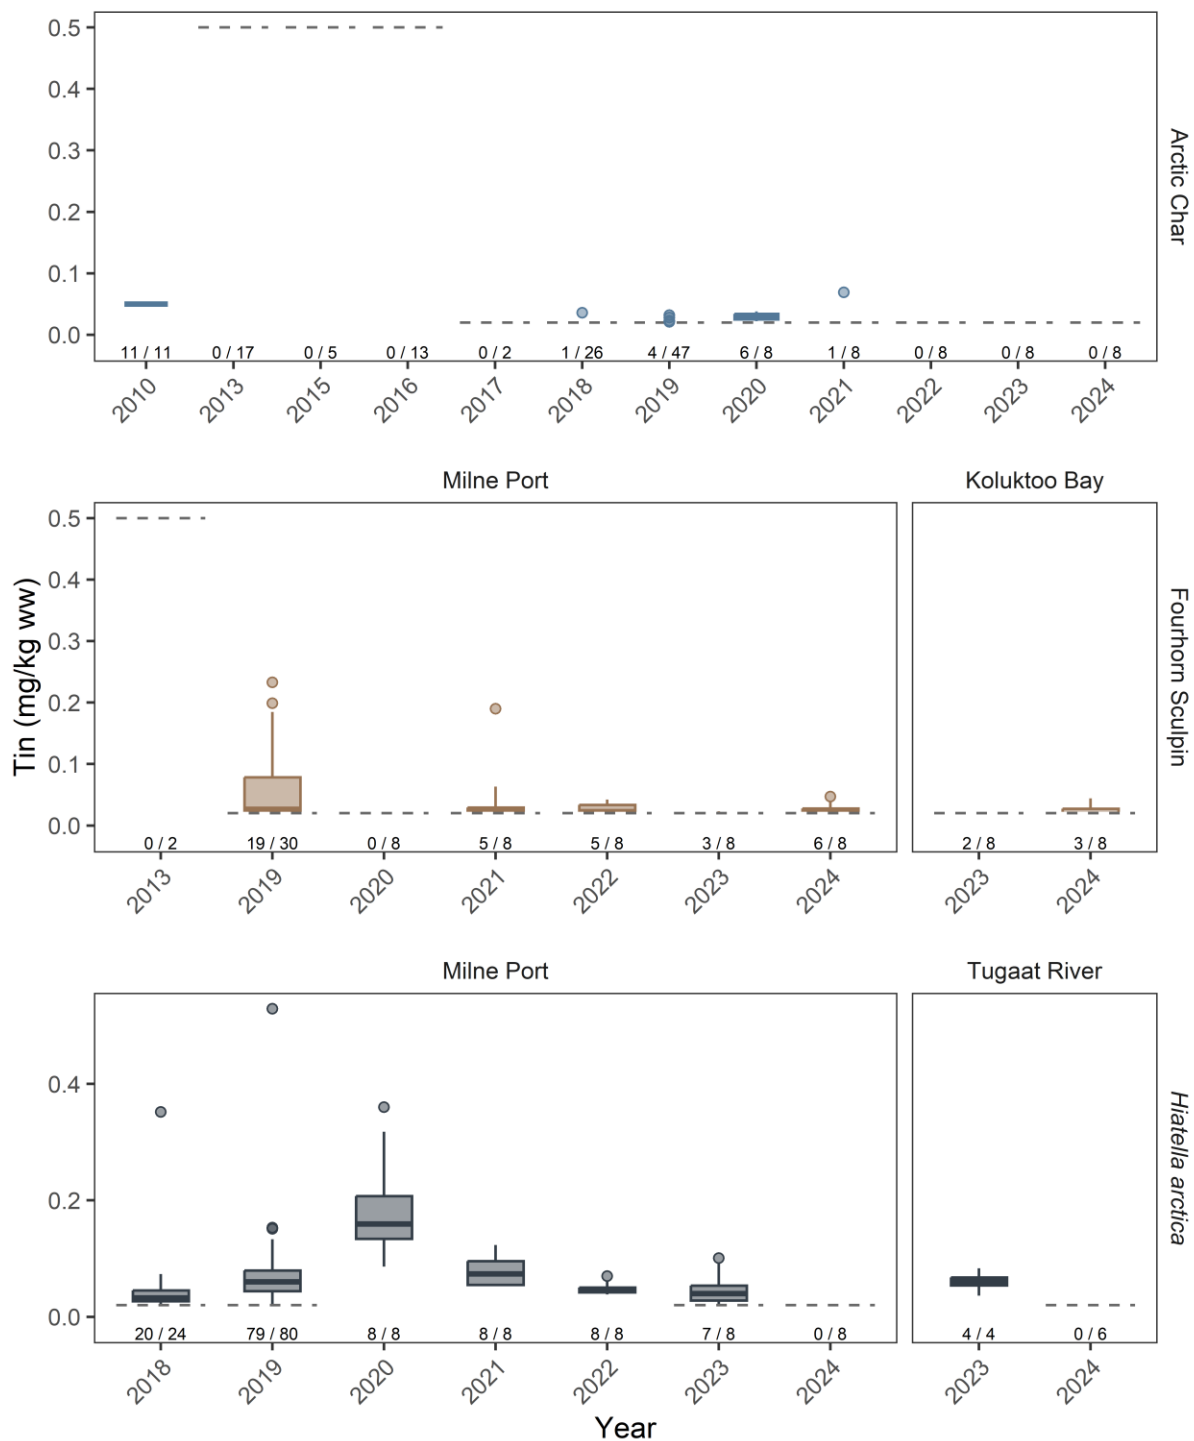 0.5
0.4
0.3
0.2
0.1
0.0
11 / 11 0 / 17 0 / 5 0 / 13 0 / 2 1 / 26 4 / 47 6 / 8 1 / 8 0 / 8 0 / 8 0 / 8
2010 2013 2015 2016 2017 2018 2019 2020 2021 2022 2023 2024
Arctic Char
Milne Port Koluktoo Bay
Tin (mg/kg ww)
0.5
0.4
0.3
0.2
0.1
0.0
0 / 2 19 / 30 0 / 8 5 / 8 5 / 8 3 / 8 6 / 8 2 / 8 3 / 8
2013 2019 2020 2021 2022 2023 2024 2023 2024
Fourhorn Sculpin
Milne Port Tugaat River
0.4
0.2
0.0
20 / 24 79 / 80 8 / 8 8 / 8 8 / 8 7 / 8 0 / 8 4 / 4 0 / 6
2018 2019 2020 2021 2022 2023 2024 2023 2024
Hiatella arctica
Year